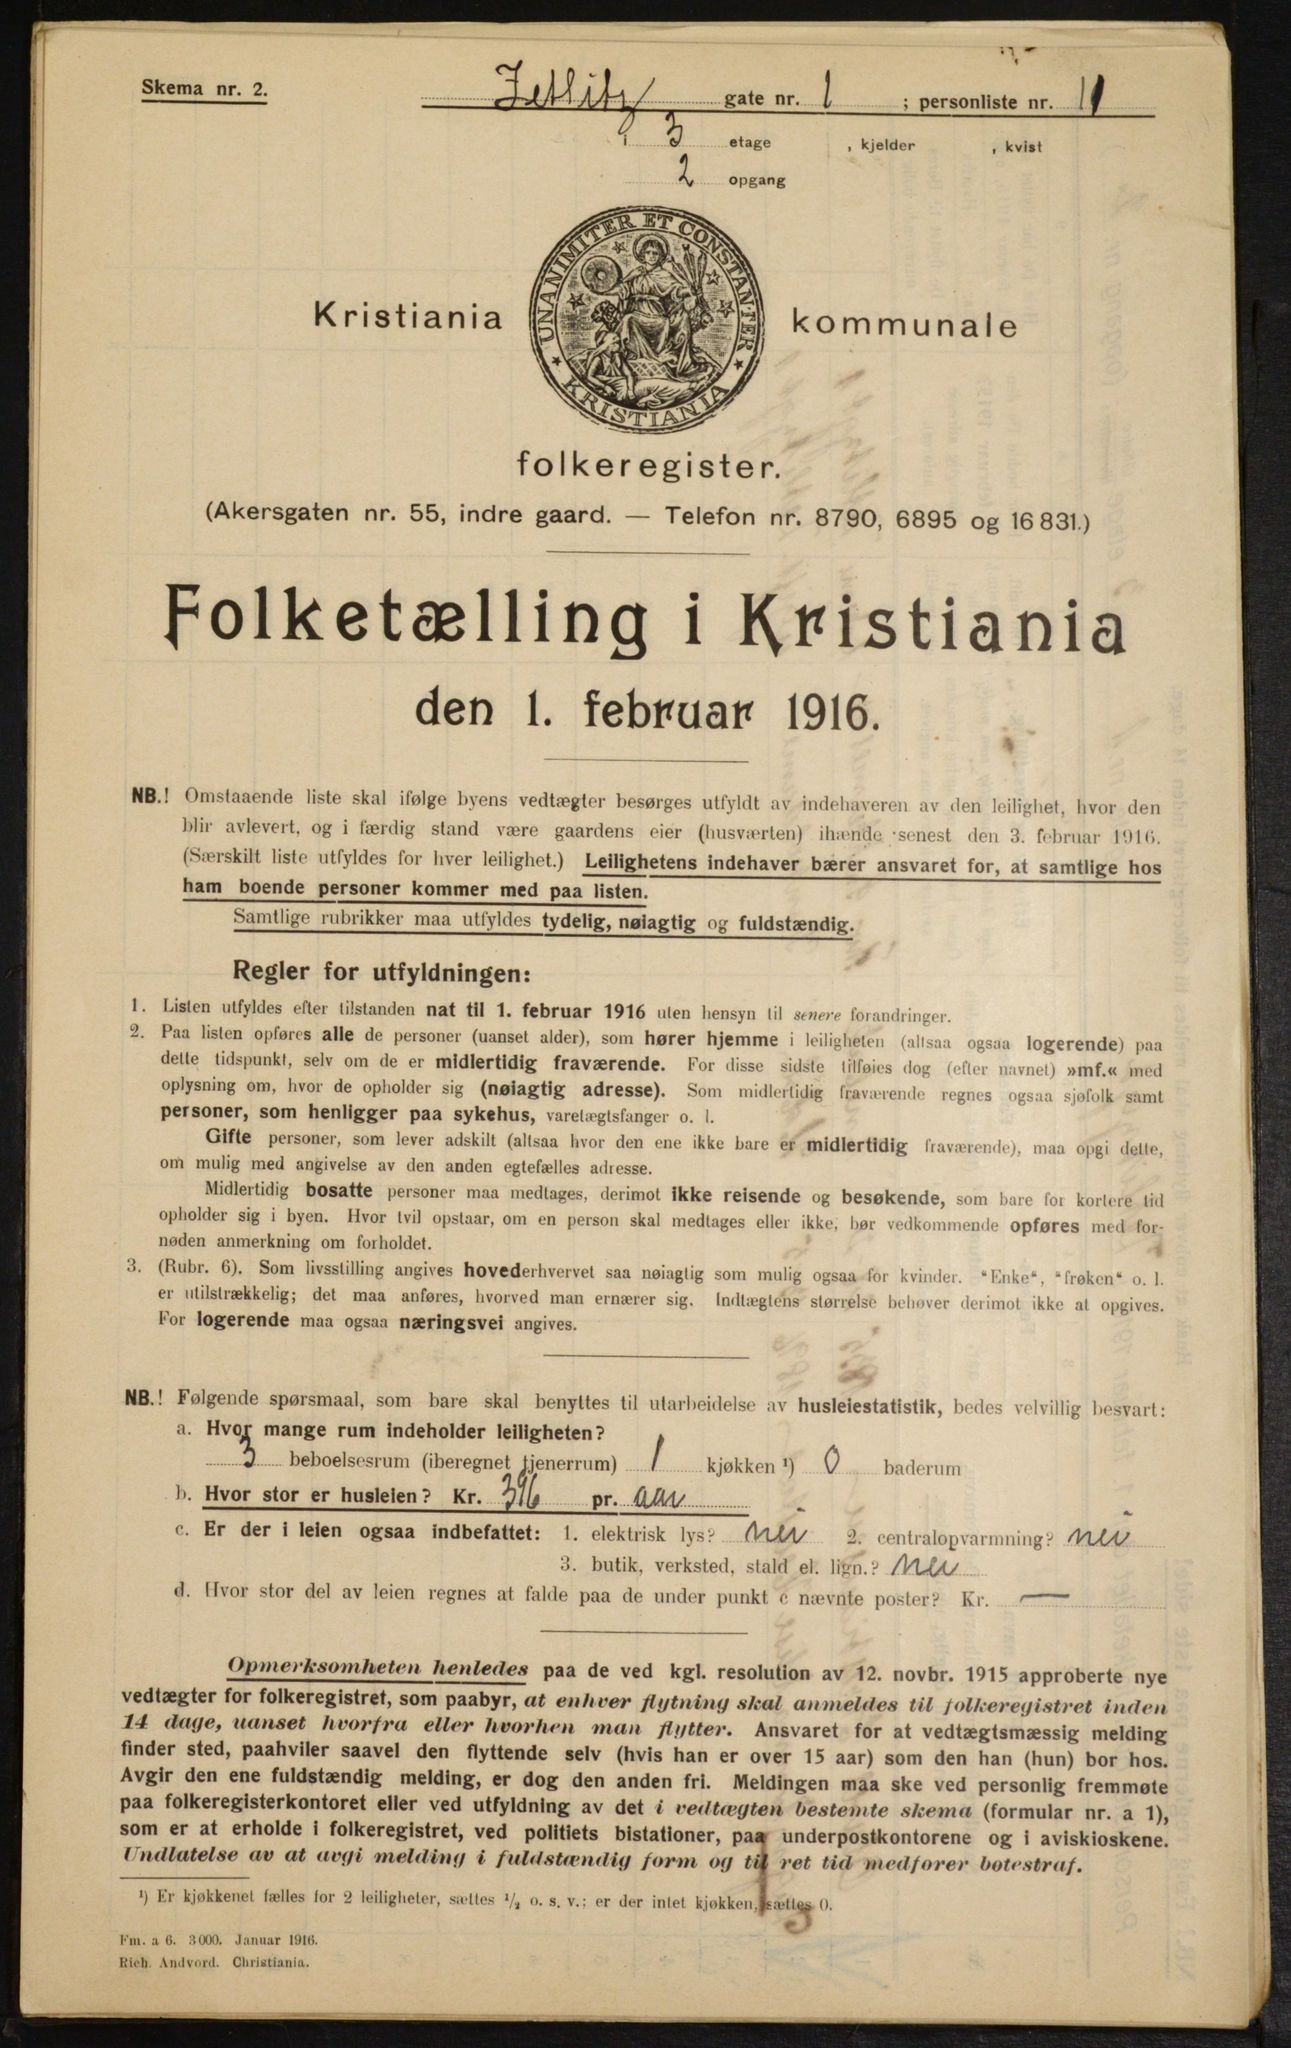 Skema nr. 2.
Zetlitz gate nr. 1 ; personliste nr. 11
i 3 etage , kjelder , kvist
2 opgang
UNANIMITER ET CONSTANTER
KRISTIANIA
Kristiania kommunale
folkeregister.
(Akersgaten nr. 55, indre gaard. — Telefon nr. 8790, 6895 og 16 831.)
Folketælling i Kristiania
den 1. februar 1916.
NB.! Omstaaende liste skal ifølge byens vedtægter besørges utfyldt av indehaveren av den leilighet, hvor den
blir avlevert, og i færdig stand være gaardens eier (husværten) ihænde senest den 3. februar 1916.
(Særskilt liste utfyldes for hver leilighet.) Leilighetens indehaver bærer ansvaret for, at samtlige hos
ham boende personer kommer med paa listen.
Samtlige rubrikker maa utfyldes tydelig, nøiagtig og fuldstændig.
Regler for utfyldningen:
1. Listen utfyldes efter tilstanden nat til 1. februar 1916 uten hensyn til senere forandringer.
2. Paa listen opføres alle de personer (uanset alder), som hører hjemme i leiligheten (altsaa ogsaa logerende) paa
dette tidspunkt, selv om de er midlertidig fraværende. For disse sidste tilføies dog (efter navnet) »mf.« med
oplysning om, hvor de opholder sig (nøiagtig adresse). Som midlertidig fraværende regnes ogsaa sjøfolk samt
personer, som henligger paa sykehus, varetægtsfanger o. l.
Gifte personer, som lever adskilt (altsaa hvor den ene ikke bare er midlertidig fraværende), maa opgi dette,
om mulig med angivelse av den anden egtefælles adresse.
Midlertidig bosatte personer maa medtages, derimot ikke reisende og besøkende, som bare for kortere tid
opholder sig i byen. Hvor tvil opstaar, om en person skal medtages eller ikke, bør vedkommende opføres med for-
nøden anmerkning om forholdet.
3. (Rubr. 6). Som livsstilling angives hovederhvervet saa nøiagtig som mulig ogsaa for kvinder. "Enke", "frøken" o. l.
er utilstrækkelig; det maa anføres, hvorved man ernærer sig. Indtægtens størrelse behøver derimot ikke at opgives.
For logerende maa ogsaa næringsvei angives.
NB.! Følgende spørsmaal, som bare skal benyttes til utarbeidelse av husleiestatistik, bedes velvillig besvart:
a. Hvor mange rum indeholder leiligheten?
3 beboelsesrum (iberegnet tjenerrum) 1 kjøkken ¹) 0 baderum
b. Hvor stor er husleien? Kr. 396 pr. aar
c. Er der i leien ogsaa indbefattet: 1. elektrisk lys? nei 2. centralopvarmning? nei
3. butik, verksted, stald el. lign.? nei
d. Hvor stor del av leien regnes at falde paa de under punkt c nævnte poster? Kr. —
Opmerksomheten henledes paa de ved kgl. resolution av 12. novbr. 1915 approberte nye
vedtægter for folkeregistret, som paabyr, at enhver flytning skal anmeldes til folkeregistret inden
14 dage, uanset hvorfra eller hvorhen man flytter. Ansvaret for at vedtægtsmæssig melding
finder sted, paahviler saavel den flyttende selv (hvis han er over 15 aar) som den han (hun) bor hos.
Avgir den ene fuldstændig melding, er dog den anden fri. Meldingen maa ske ved personlig fremmøte
paa folkeregisterkontoret eller ved utfyldning av det i vedtægten bestemte skema (formular nr. a 1),
som er at erholde i folkeregistret, ved politiets bistationer, paa underpostkontorene og i aviskioskene.
Undlatelse av at avgi melding i fuldstændig form og til ret tid medfører bøtestraf.
¹) Er kjøkkenet fælles for 2 leiligheter, sættes ½ o. s. v.; er der intet kjøkken, sættes 0.
Fm. a 6. 3000. Januar 1916.
Rich. Andvord. Christiania.